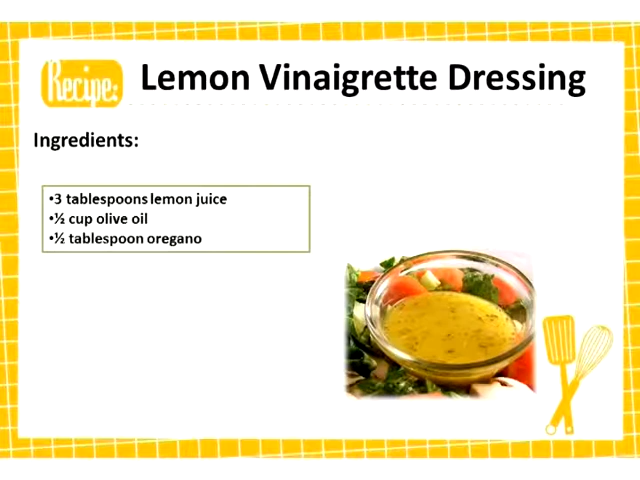 Recipe: Lemon Vinaigrette Dressing
Ingredients:
•3 tablespoons lemon juice
•½ cup olive oil
•½ tablespoon oregano